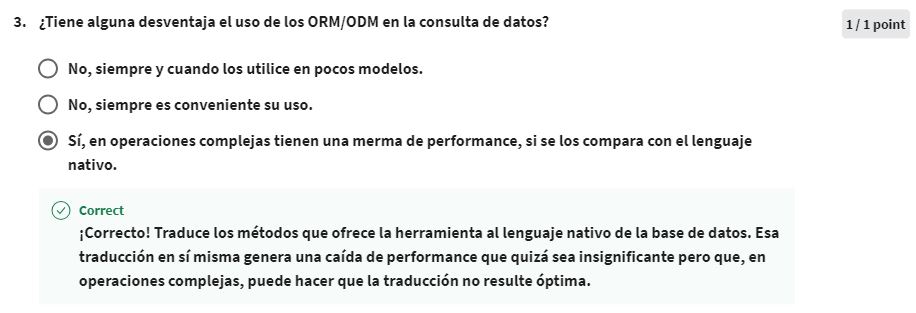 3. ¿Tiene alguna desventaja el uso de los ORM/ODM en la consulta de datos?
1 / 1 point
No, siempre y cuando los utilice en pocos modelos.
No, siempre es conveniente su uso.
Sí, en operaciones complejas tienen una merma de performance, si se los compara con el lenguaje
nativo.
Correct
¡Correcto! Traduce los métodos que ofrece la herramienta al lenguaje nativo de la base de datos. Esa
traducción en sí misma genera una caída de performance que quizá sea insignificante pero que, en
operaciones complejas, puede hacer que la traducción no resulte óptima.